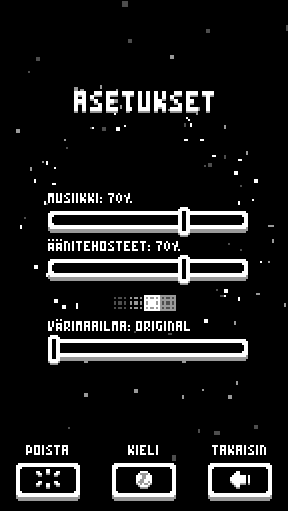 ASETUKSET
MUSIIKKI: 70%
ÄÄNITEHOSTEET: 70%
VÄRIMAAILMA: ORIGINAL
POISTA KIELI TAKAISIN